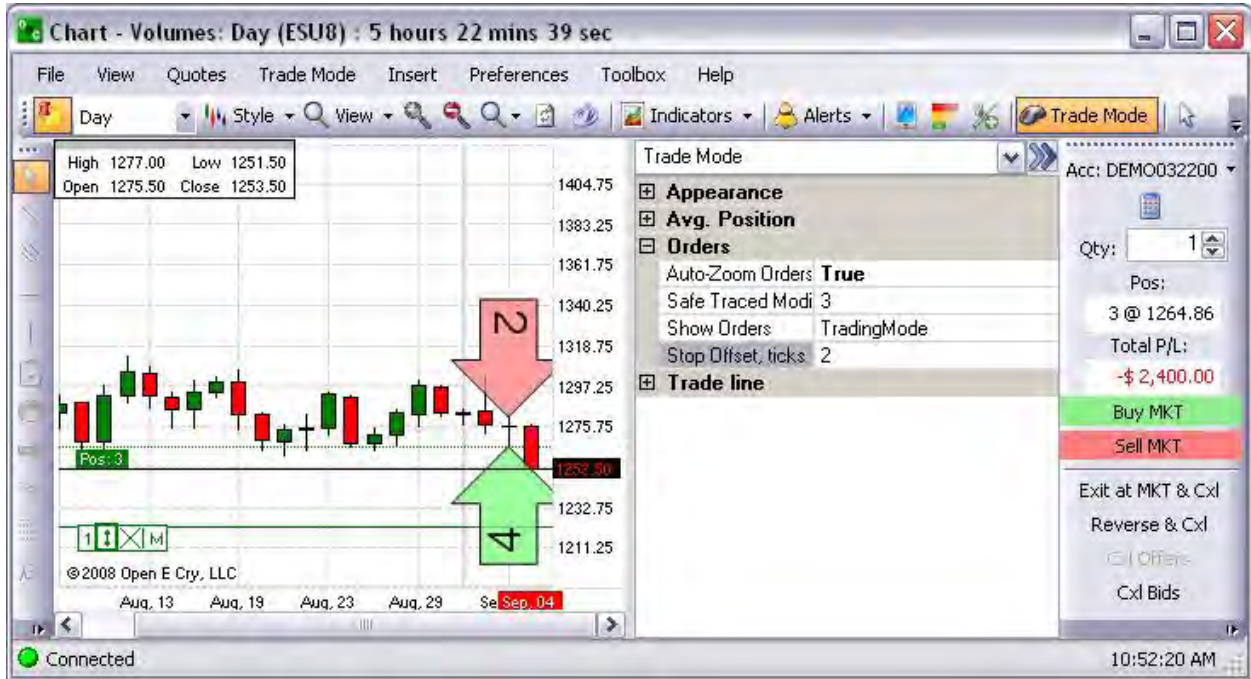 Chart - Volumes: Day (ESU8) : 5 hours 22 mins 39 sec
File View Quotes Trade Mode Insert Preferences Toolbox Help
Day Style View Indicators Alerts Trade Mode
High 1277.00 Low 1251.50
Open 1275.50 Close 1253.50
1404.75
1383.25
1361.75
1340.25
1318.75
1297.25
1275.75
1253.50
1232.75
1211.25
2
Pos: 3
4
1 M
©2008 Open E Cry, LLC
Aug, 13 Aug, 19 Aug, 23 Aug, 29 Se Sep, 04
Trade Mode
Appearance
Avg. Position
Orders
Auto-Zoom Orders True
Safe Traced Modi 3
Show Orders TradingMode
Stop Offset, ticks 2
Trade line
Acc: DEMO032200
Qty: 1
Pos:
3 @ 1264.86
Total P/L:
-$ 2,400.00
Buy MKT
Sell MKT
Exit at MKT & Cxl
Reverse & Cxl
Cxl Offers
Cxl Bids
Connected 10:52:20 AM